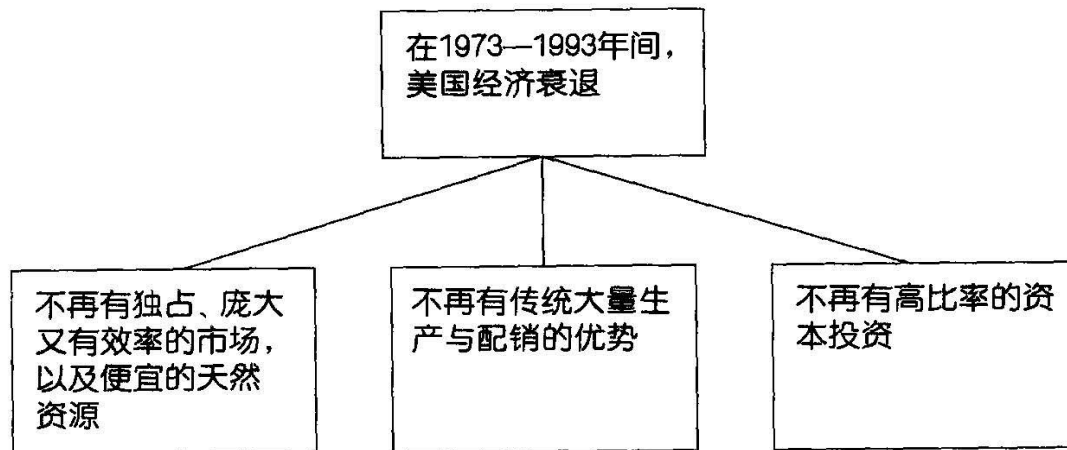 在1973—1993年间，
美国经济衰退
不再有独占、庞大
又有效率的市场，
以及便宜的天然
资源
不再有传统大量生
产与配销的优势
不再有高比率的资
本投资